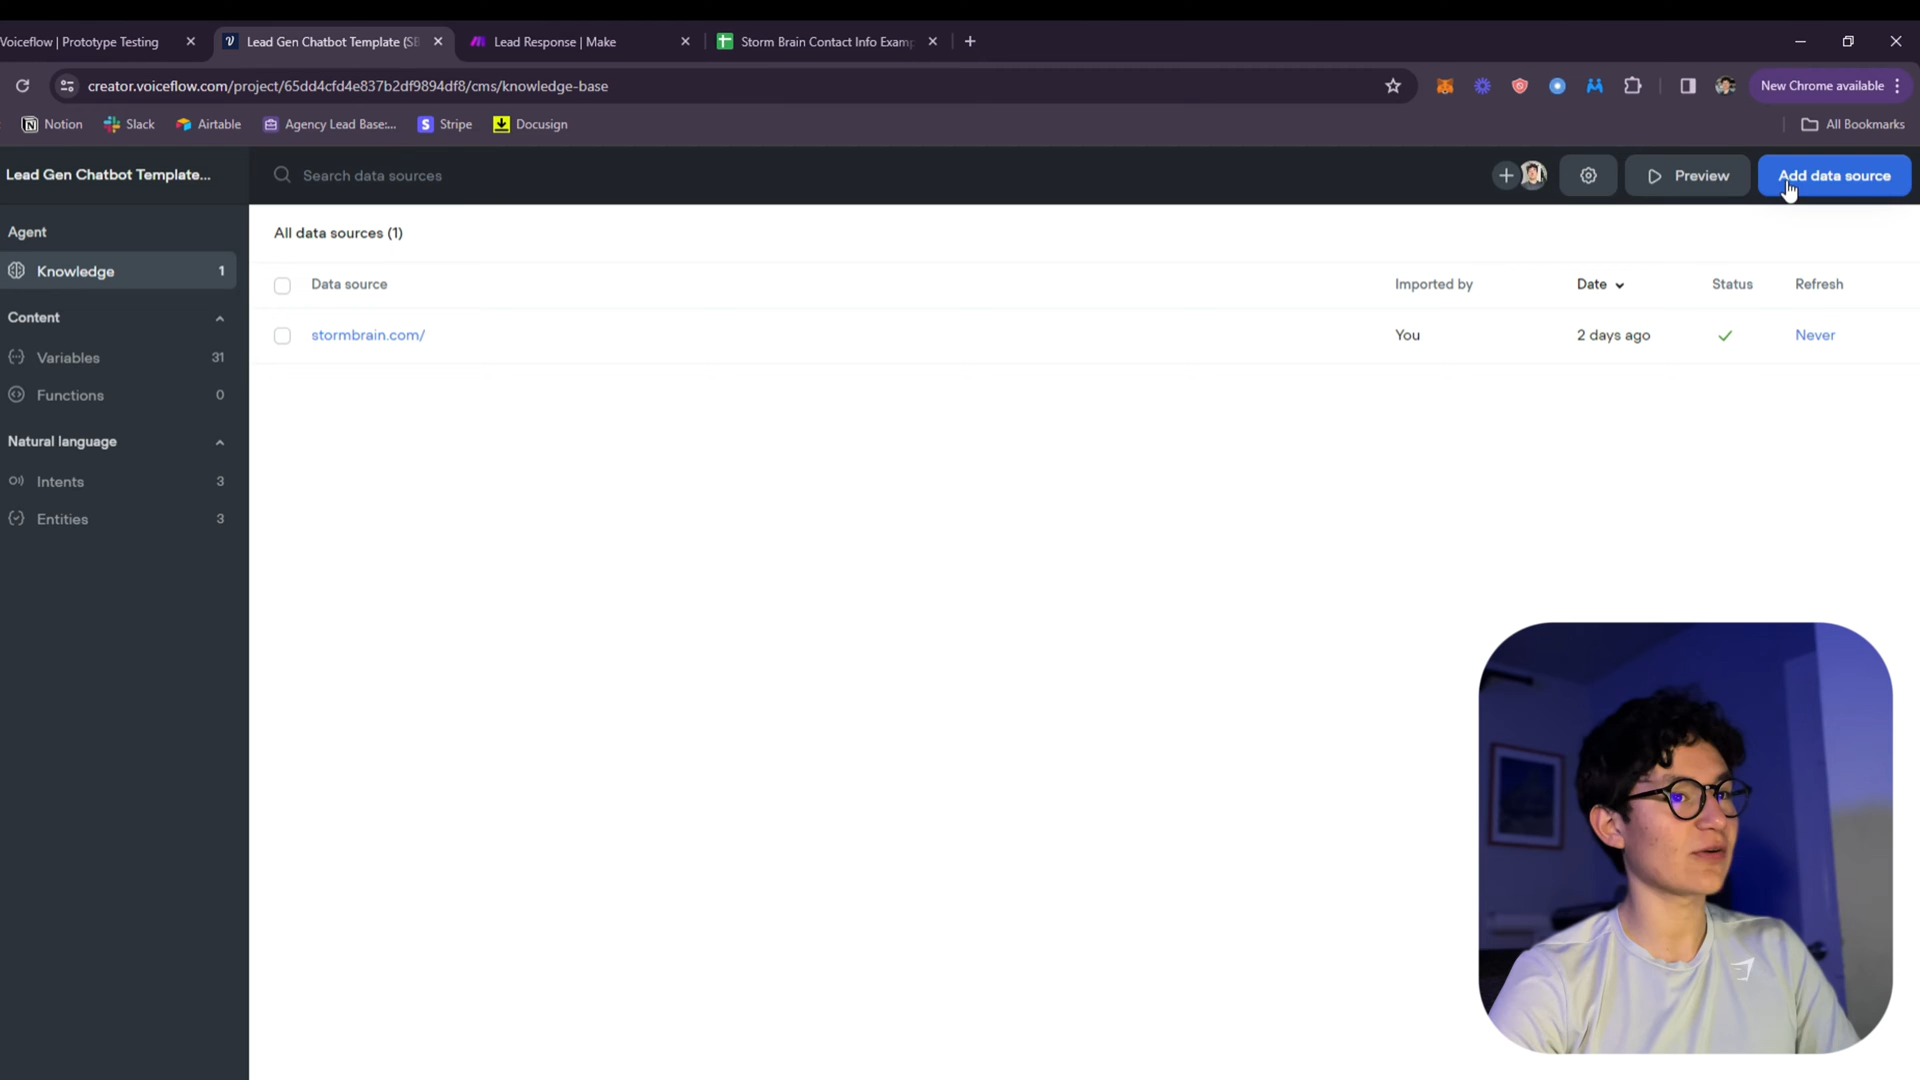 Voiceflow | Prototype Testing
Lead Gen Chatbot Template (SB
Lead Response | Make
Storm Brain Contact Info Examp
creator.voiceflow.com/project/65dd4cfd4e837b2df9894df8/cms/knowledge-base
New Chrome available
Notion
Slack
Airtable
Agency Lead Base:...
Stripe
Docusign
All Bookmarks
Lead Gen Chatbot Template...
Search data sources
Preview
Add data source
Agent
All data sources (1)
Knowledge 1
Data source Imported by Date Status Refresh
Content
stormbrain.com/ You 2 days ago Never
Variables 31
Functions 0
Natural language
Intents 3
Entities 3